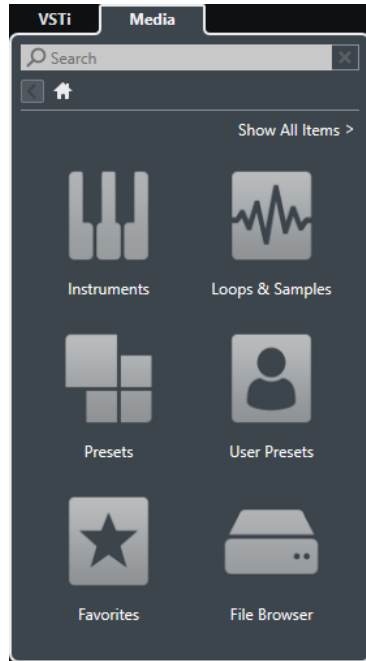 VSTi Media
Search
Show All Items >
Instruments Loops & Samples
Presets User Presets
Favorites File Browser